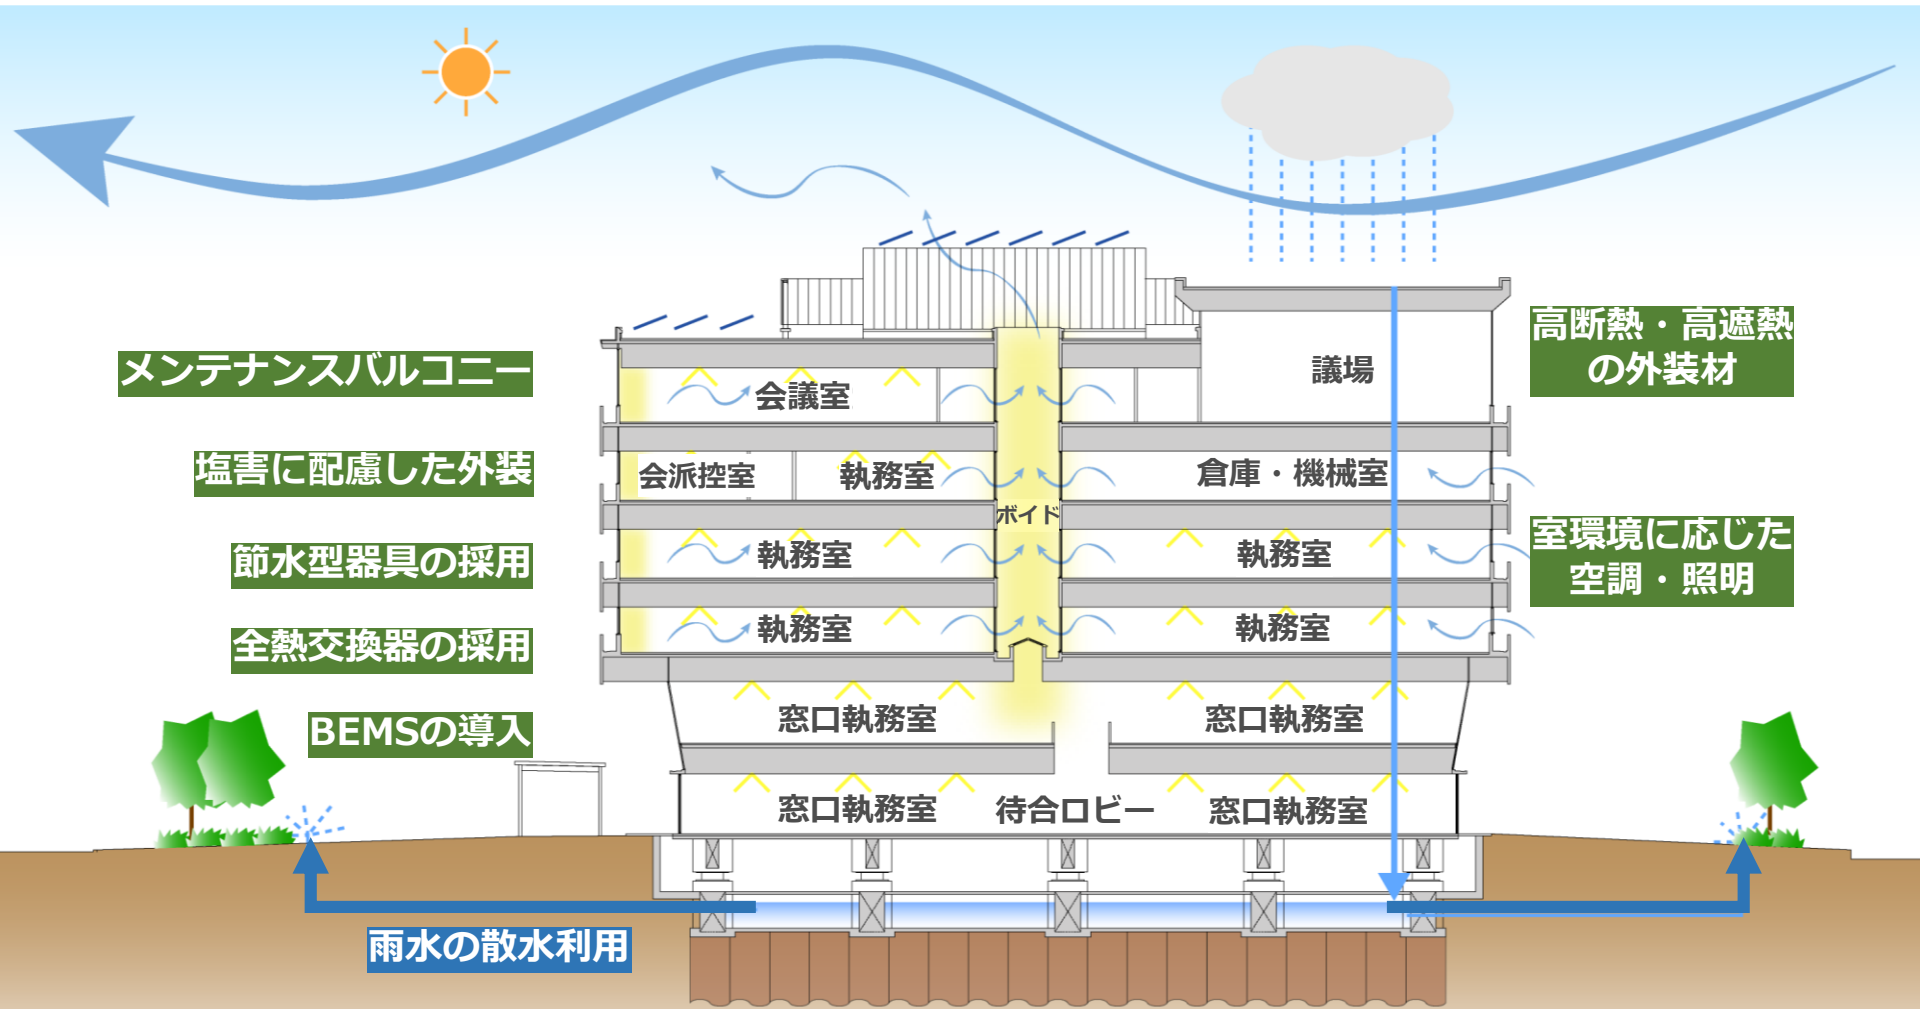 高断熱・高遮熱
の外装材
メンテナンスバルコニー
議場
会議室
塩害に配慮した外装
会派控室
執務室
倉庫・機械室
ボイド
室環境に応じた
空調・照明
節水型器具の採用
執務室
執務室
全熱交換器の採用
執務室
執務室
BEMSの導入
窓口執務室
窓口執務室
窓口執務室
待合ロビー
窓口執務室
雨水の散水利用